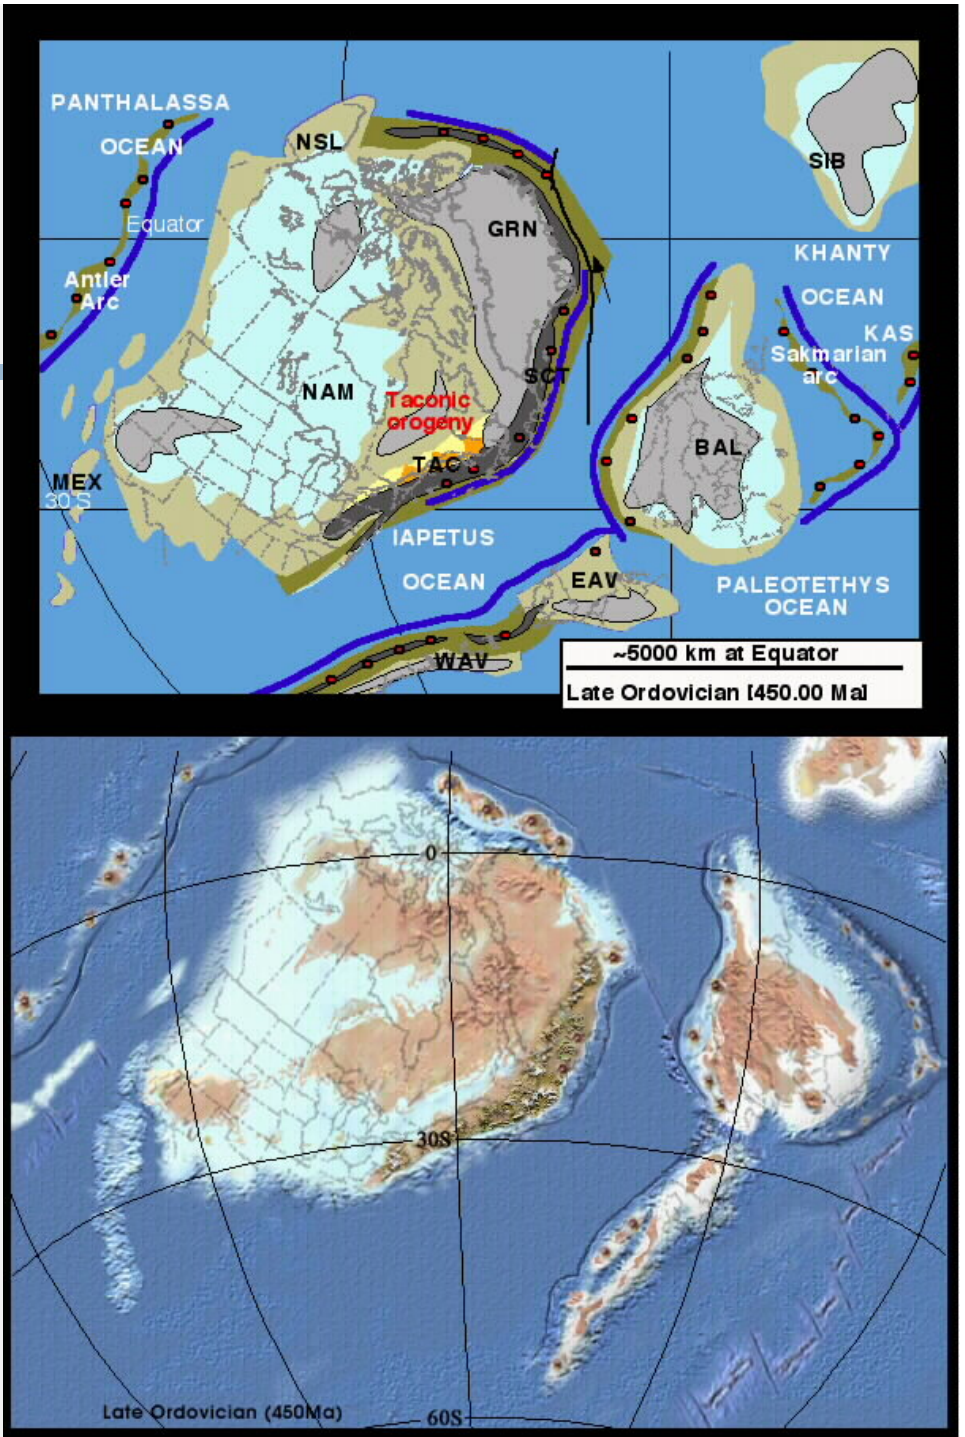 PANTHALASSA
OCEAN
NSL
SIB
Equator
GRN
KHANTY
OCEAN
Antler
Arc
KAS
Sakmarian
arc
SCT
NAM
Taconic
orogeny
BAL
TAC
MEX
30 S
IAPETUS
OCEAN
EAV
PALEOTETHYS
OCEAN
WAV
~5000 km at Equator
Late Ordovician [450.00 Ma]
0
30S
Late Ordovician (450Ma)
60S